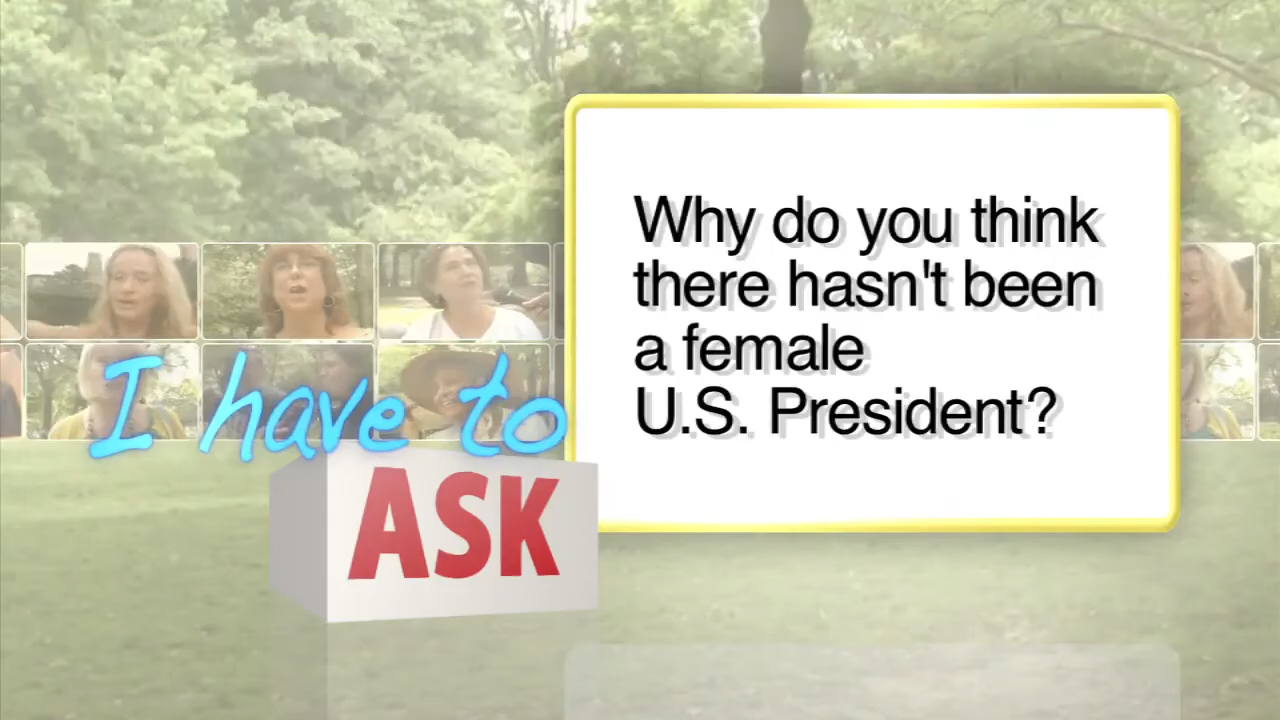 I have to
ASK
Why do you think
there hasn't been
a female
U.S. President?